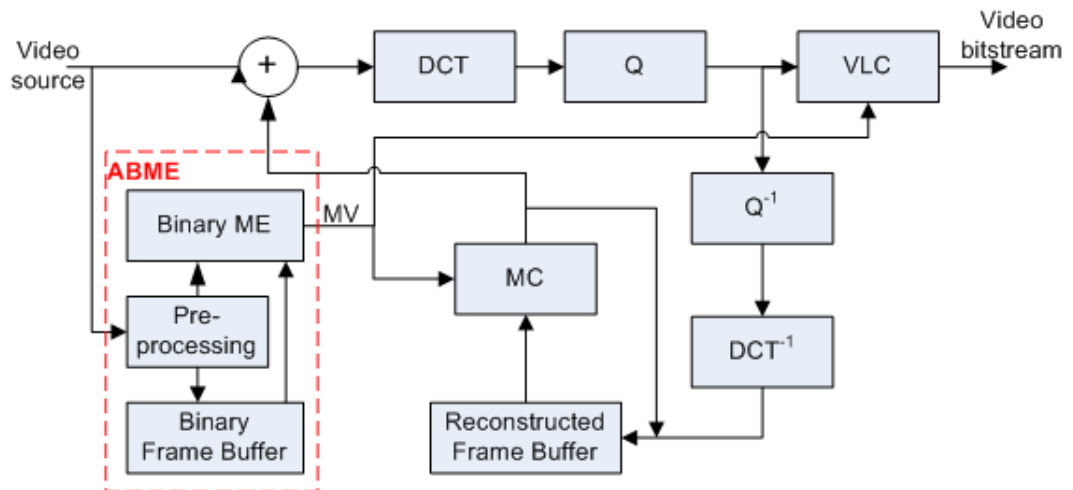 Video
source
+
DCT
Q
VLC
Video
bitstream
ABME
Binary ME
MV
Q-1
Pre-
processing
MC
DCT-1
Binary
Frame Buffer
Reconstructed
Frame Buffer